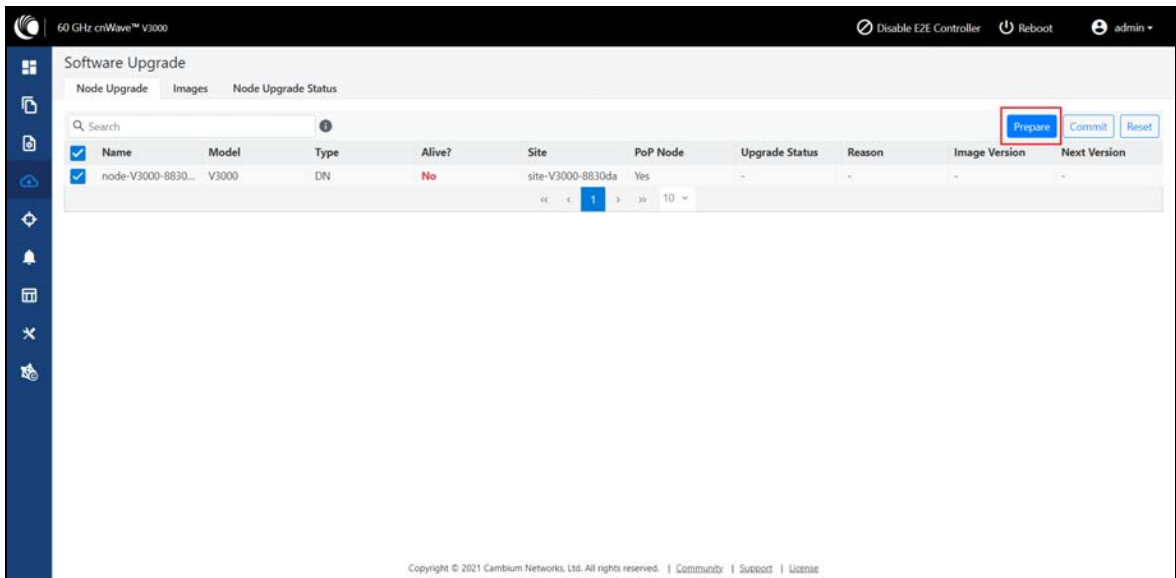 60 GHz cnWave™ V3000 Disable E2E Controller Reboot admin
Software Upgrade
Node Upgrade Images Node Upgrade Status
Search Prepare Commit Reset
Name Model Type Alive? Site PoP Node Upgrade Status Reason Image Version Next Version
node-V3000-8830... V3000 DN No site-V3000-8830da Yes - - - -
« ‹ 1 › » 10
Copyright © 2021 Cambium Networks, Ltd. All rights reserved. | Community | Support | License